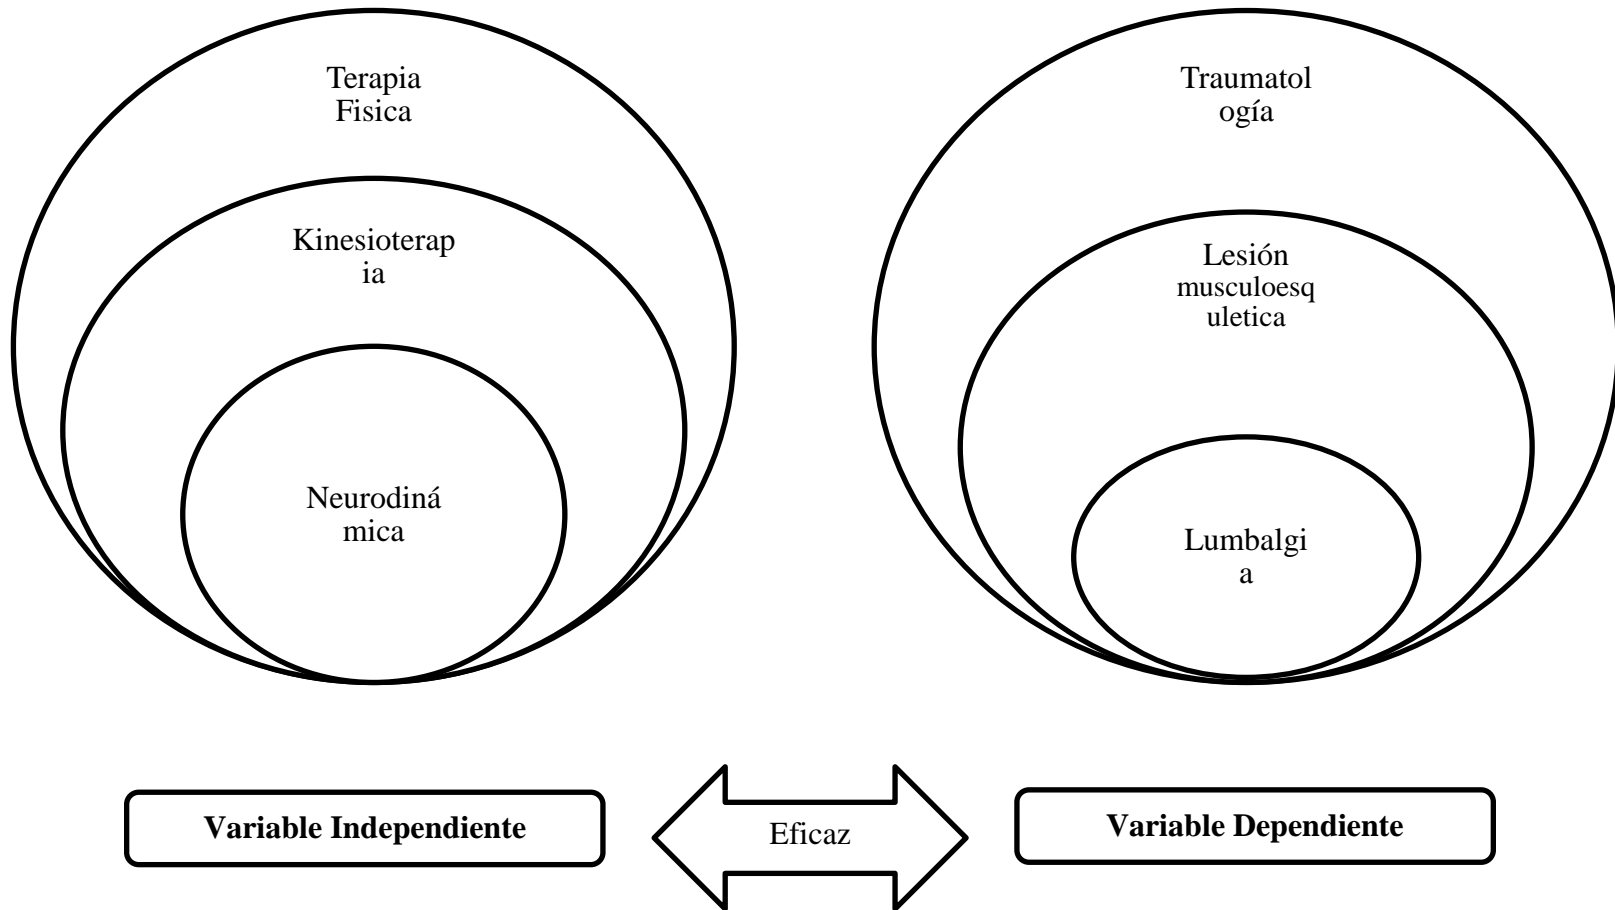 Terapia
Fisica
Kinesioterap
ia
Neurodiná
mica
Traumatol
ogía
Lesión
musculoesq
uletica
Lumbalgi
a
Variable Independiente
Eficaz
Variable Dependiente